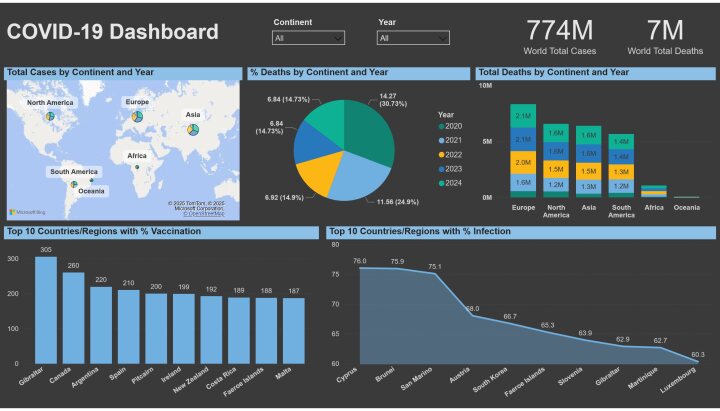 COVID-19 Dashboard
Continent
All
Year
All
774M
World Total Cases
7M
World Total Deaths
Total Cases by Continent and Year
North America
Europe
Asia
Africa
South America
Oceania
Microsoft Bing
© 2025 TomTom, © 2025
Microsoft Corporation,
© OpenStreetMap
% Deaths by Continent and Year
6.84 (14.73%)
14.27
(30.73%)
6.84
(14.73%)
6.92 (14.9%)
11.56 (24.9%)
Year
2020
2021
2022
2023
2024
Total Deaths by Continent and Year
10M
5M
0M
2.1M
2.1M
2.0M
1.6M
1.6M
1.6M
1.5M
1.2M
1.6M
1.6M
1.5M
1.3M
1.4M
1.4M
1.3M
1.2M
Europe
North
America
Asia
South
America
Africa
Oceania
Top 10 Countries/Regions with % Vaccination
300
200
100
0
305
260
220
210
200
199
192
189
188
187
Gibraltar
Canada
Argentina
Spain
Pitcairn
Ireland
New Zealand
Costa Rica
Faeroe Islands
Malta
Top 10 Countries/Regions with % Infection
80
75
70
65
60
76.0
75.9
75.1
68.0
66.7
65.3
63.9
62.9
62.7
60.3
Cyprus
Brunei
San Marino
Austria
South Korea
Faeroe Islands
Slovenia
Gibraltar
Martinique
Luxembourg